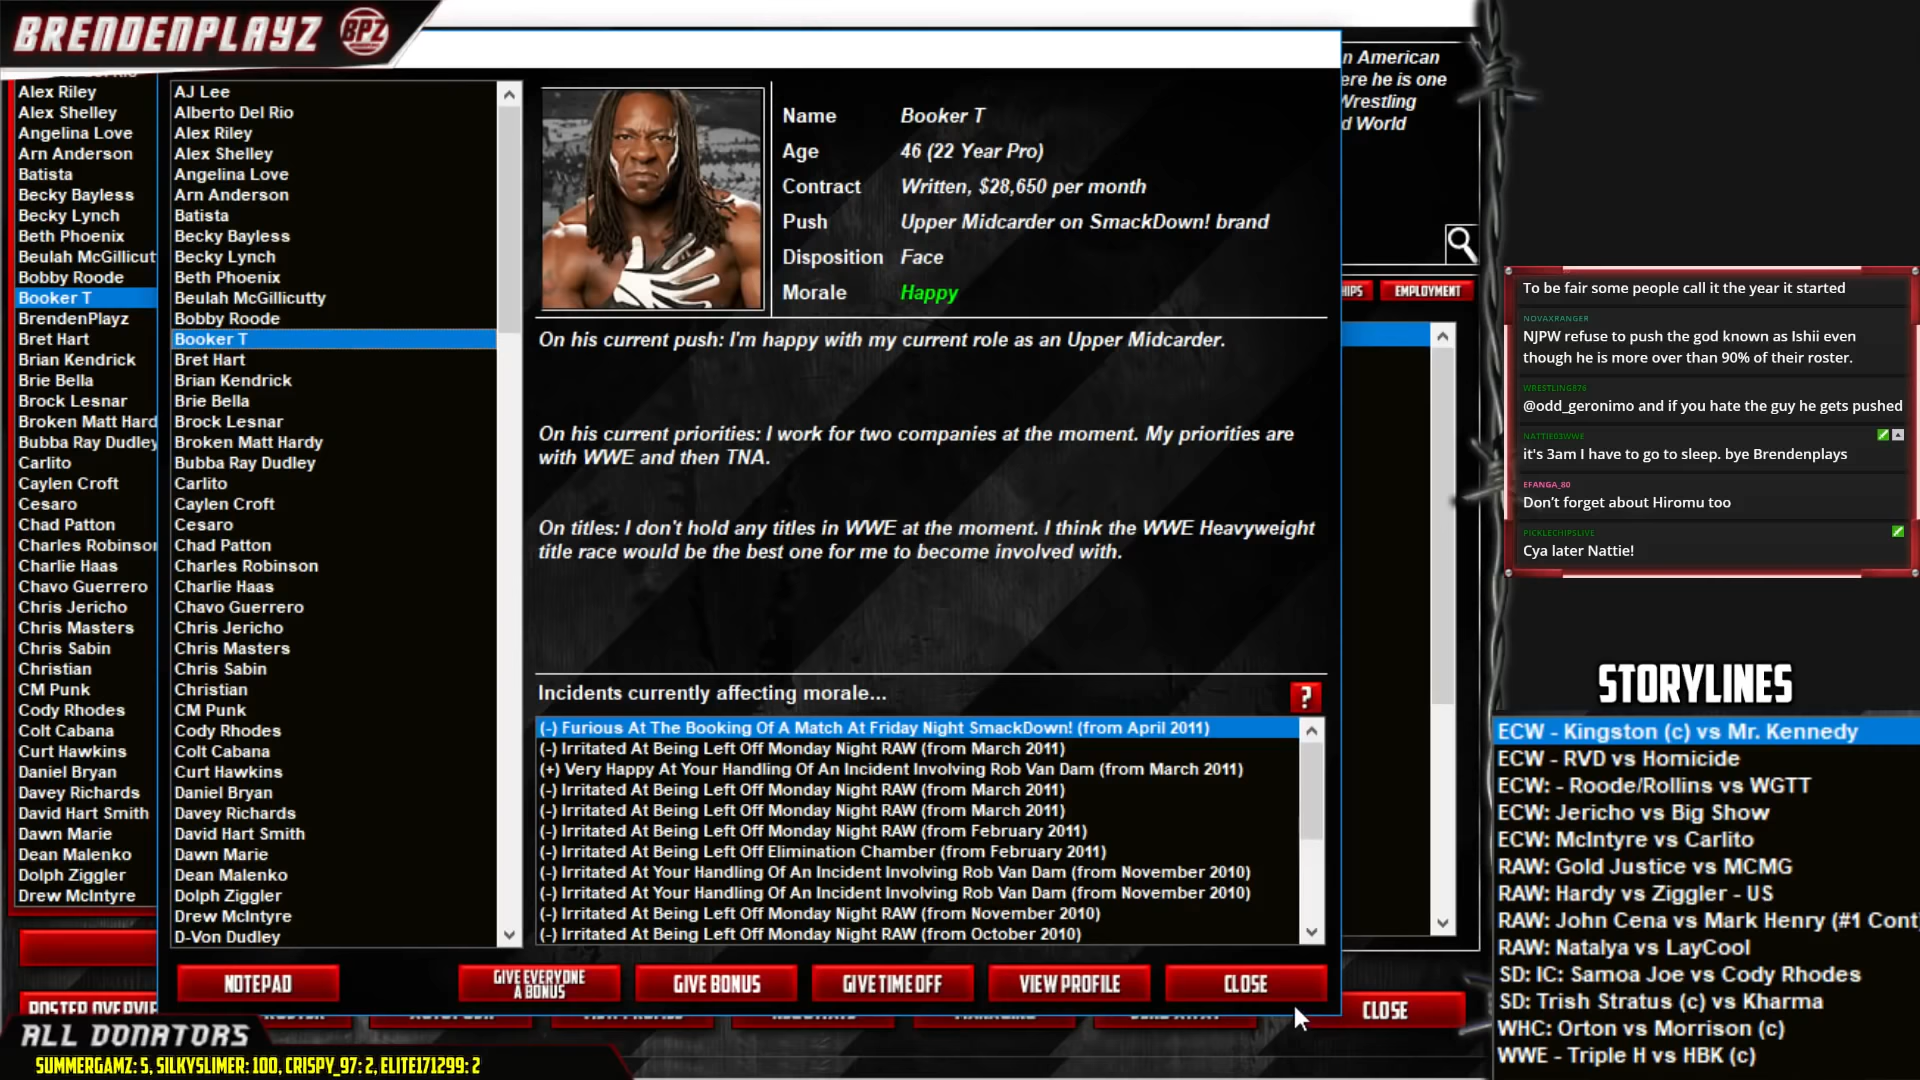 BRENDENPLAYZ BPZ
Alex Riley
Alex Shelley
Angelina Love
Arn Anderson
Batista
Becky Bayless
Becky Lynch
Beth Phoenix
Beulah McGillicut
Bobby Roode
Booker T
BrendenPlayz
Bret Hart
Brian Kendrick
Brie Bella
Brock Lesnar
Broken Matt Hard
Bubba Ray Dudley
Carlito
Caylen Croft
Cesaro
Chad Patton
Charles Robinson
Charlie Haas
Chavo Guerrero
Chris Jericho
Chris Masters
Chris Sabin
Christian
CM Punk
Cody Rhodes
Colt Cabana
Curt Hawkins
Daniel Bryan
Davey Richards
David Hart Smith
Dawn Marie
Dean Malenko
Dolph Ziggler
Drew McIntyre
AJ Lee
Alberto Del Rio
Alex Riley
Alex Shelley
Angelina Love
Arn Anderson
Batista
Becky Bayless
Becky Lynch
Beth Phoenix
Beulah McGillicutty
Bobby Roode
Booker T
Bret Hart
Brian Kendrick
Brie Bella
Brock Lesnar
Broken Matt Hardy
Bubba Ray Dudley
Carlito
Caylen Croft
Cesaro
Chad Patton
Charles Robinson
Charlie Haas
Chavo Guerrero
Chris Jericho
Chris Masters
Chris Sabin
Christian
CM Punk
Cody Rhodes
Colt Cabana
Curt Hawkins
Daniel Bryan
Davey Richards
David Hart Smith
Dawn Marie
Dean Malenko
Dolph Ziggler
Drew McIntyre
D-Von Dudley
Name Booker T
Age 46 (22 Year Pro)
Contract Written, $28,650 per month
Push Upper Midcarder on SmackDown! brand
Disposition Face
Morale Happy
On his current push: I'm happy with my current role as an Upper Midcarder.
On his current priorities: I work for two companies at the moment. My priorities are
with WWE and then TNA.
On titles: I don't hold any titles in WWE at the moment. I think the WWE Heavyweight
title race would be the best one for me to become involved with.
Incidents currently affecting morale...
?
(-) Furious At The Booking Of A Match At Friday Night SmackDown! (from April 2011)
(-) Irritated At Being Left Off Monday Night RAW (from March 2011)
(+) Very Happy At Your Handling Of An Incident Involving Rob Van Dam (from March 2011)
(-) Irritated At Being Left Off Monday Night RAW (from March 2011)
(-) Irritated At Being Left Off Monday Night RAW (from March 2011)
(-) Irritated At Being Left Off Monday Night RAW (from February 2011)
(-) Irritated At Being Left Off Elimination Chamber (from February 2011)
(-) Irritated At Your Handling Of An Incident Involving Rob Van Dam (from November 2010)
(-) Irritated At Your Handling Of An Incident Involving Rob Van Dam (from November 2010)
(-) Irritated At Being Left Off Monday Night RAW (from November 2010)
(-) Irritated At Being Left Off Monday Night RAW (from October 2010)
NOTEPAD
GIVE EVERYONE
A BONUS
GIVE BONUS
GIVE TIME OFF
VIEW PROFILE
CLOSE
n American
ere he is one
Wrestling
d World
HIPS
EMPLOYMENT
CLOSE
To be fair some people call it the year it started
NOVAXRANGER
NJPW refuse to push the god known as Ishii even
though he is more over than 90% of their roster.
WRESTLING876
@odd_geronimo and if you hate the guy he gets pushed
NATTIE03WWE
it's 3am I have to go to sleep. bye Brendenplays
EFANGA_80
Don't forget about Hiromu too
PICKLECHIPSLIVE
Cya later Nattie!
STORYLINES
ECW - Kingston (c) vs Mr. Kennedy
ECW - RVD vs Homicide
ECW: - Roode/Rollins vs WGTT
ECW: Jericho vs Big Show
ECW: McIntyre vs Carlito
RAW: Gold Justice vs MCMG
RAW: Hardy vs Ziggler - US
RAW: John Cena vs Mark Henry (#1 Cont
RAW: Natalya vs LayCool
SD: IC: Samoa Joe vs Cody Rhodes
SD: Trish Stratus (c) vs Kharma
WHC: Orton vs Morrison (c)
WWE - Triple H vs HBK (c)
ROSTER OVERVIE
ALL DONATORS
SUMMERGAMZ: 5, SILKYSLIMER: 100, CRISPY_97: 2, ELITE171299: 2